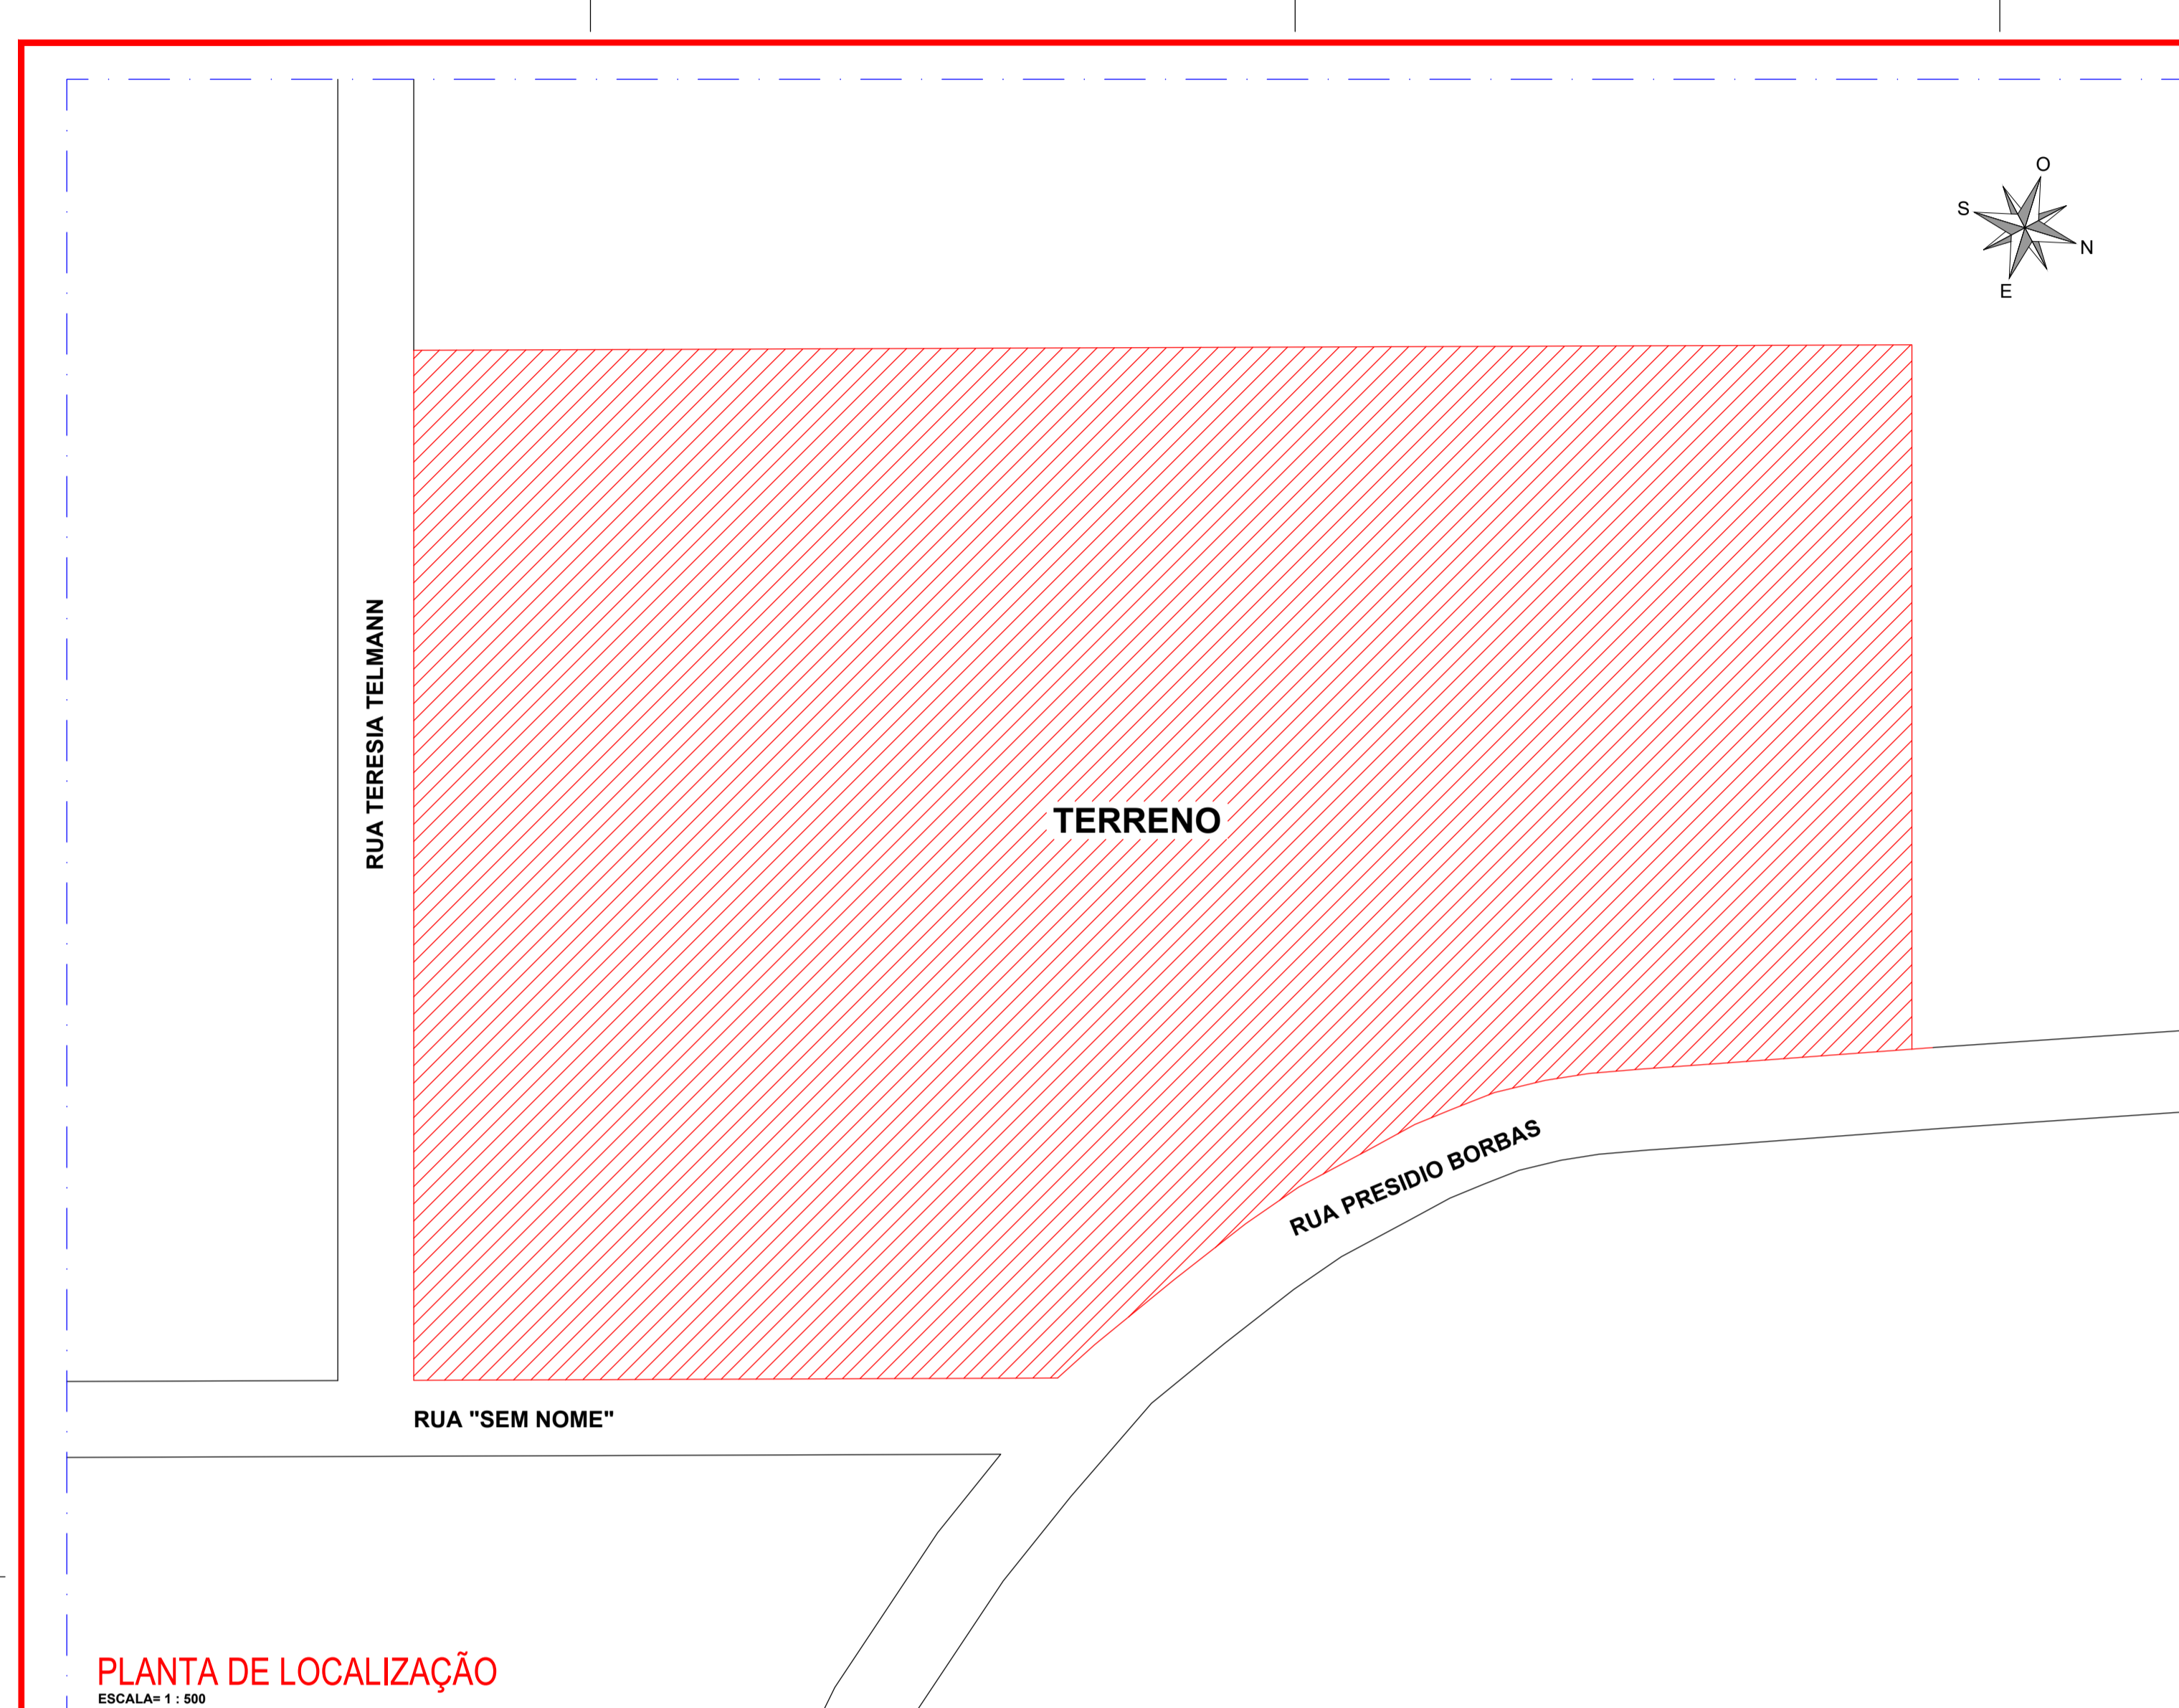 O
S
N
E
RUA TERESIA TELMANN
TERRENO
RUA PRESIDIO BORBAS
RUA "SEM NOME"
PLANTA DE LOCALIZAÇÃO
ESCALA= 1 : 500